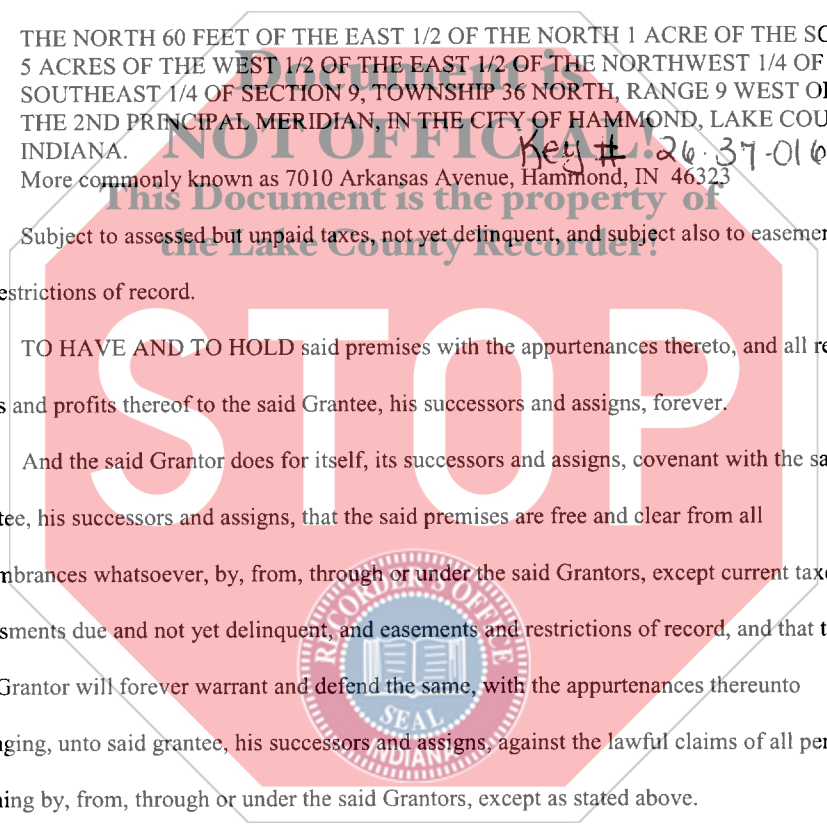 THE NORTH 60 FEET OF THE EAST 1/2 OF THE NORTH 1 ACRE OF THE SO
5 ACRES OF THE WEST 1/2 OF THE EAST 1/2 OF THE NORTHWEST 1/4 OF
SOUTHEAST 1/4 OF SECTION 9, TOWNSHIP 36 NORTH, RANGE 9 WEST OF
THE 2ND PRINCIPAL MERIDIAN, IN THE CITY OF HAMMOND, LAKE COU
INDIANA.
Key # 26-37-016
More commonly known as 7010 Arkansas Avenue, Hammond, IN 46323
Document is
NOT OFFICIAL!
This Document is the property of
the Lake County Recorder!
Subject to assessed but unpaid taxes, not yet delinquent, and subject also to easemen
estrictions of record.
TO HAVE AND TO HOLD said premises with the appurtenances thereto, and all re
s and profits thereof to the said Grantee, his successors and assigns, forever.
STOP
And the said Grantor does for itself, its successors and assigns, covenant with the sa
tee, his successors and assigns, that the said premises are free and clear from all
mbrances whatsoever, by, from, through or under the said Grantors, except current taxe
sments due and not yet delinquent, and easements and restrictions of record, and that t
Grantor will forever warrant and defend the same, with the appurtenances thereunto
nging, unto said grantee, his successors and assigns, against the lawful claims of all per
ning by, from, through or under the said Grantors, except as stated above.
RECORDER'S OFFICE
SEAL
INDIANA